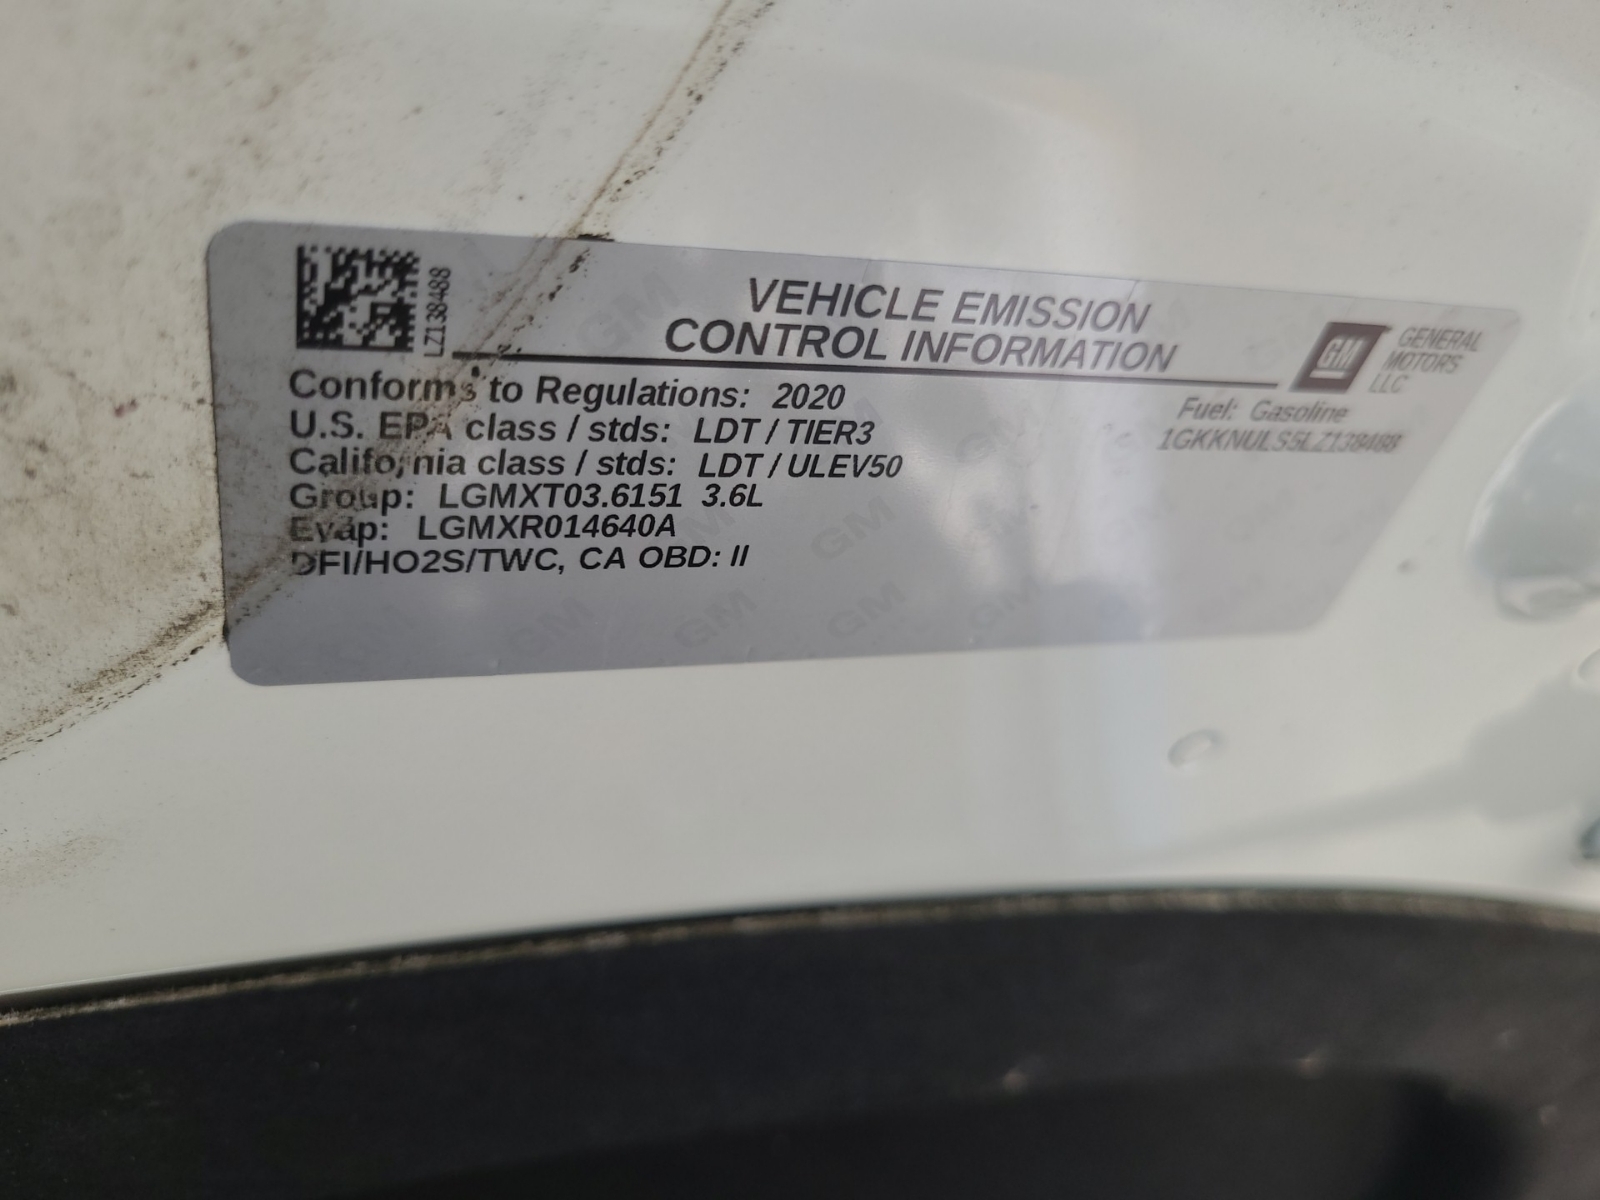 LZ138488
VEHICLE EMISSION
CONTROL INFORMATION
GM
GENERAL
MOTORS
LLC
Conforms to Regulations: 2020
Fuel: Gasoline
U.S. EPA class / stds: LDT / TIER3
1GKKNULS5LZ138488
California class / stds: LDT / ULEV50
Group: LGMXT03.6151 3.6L
Evap: LGMXR014640A
DFI/HO2S/TWC, CA OBD: II